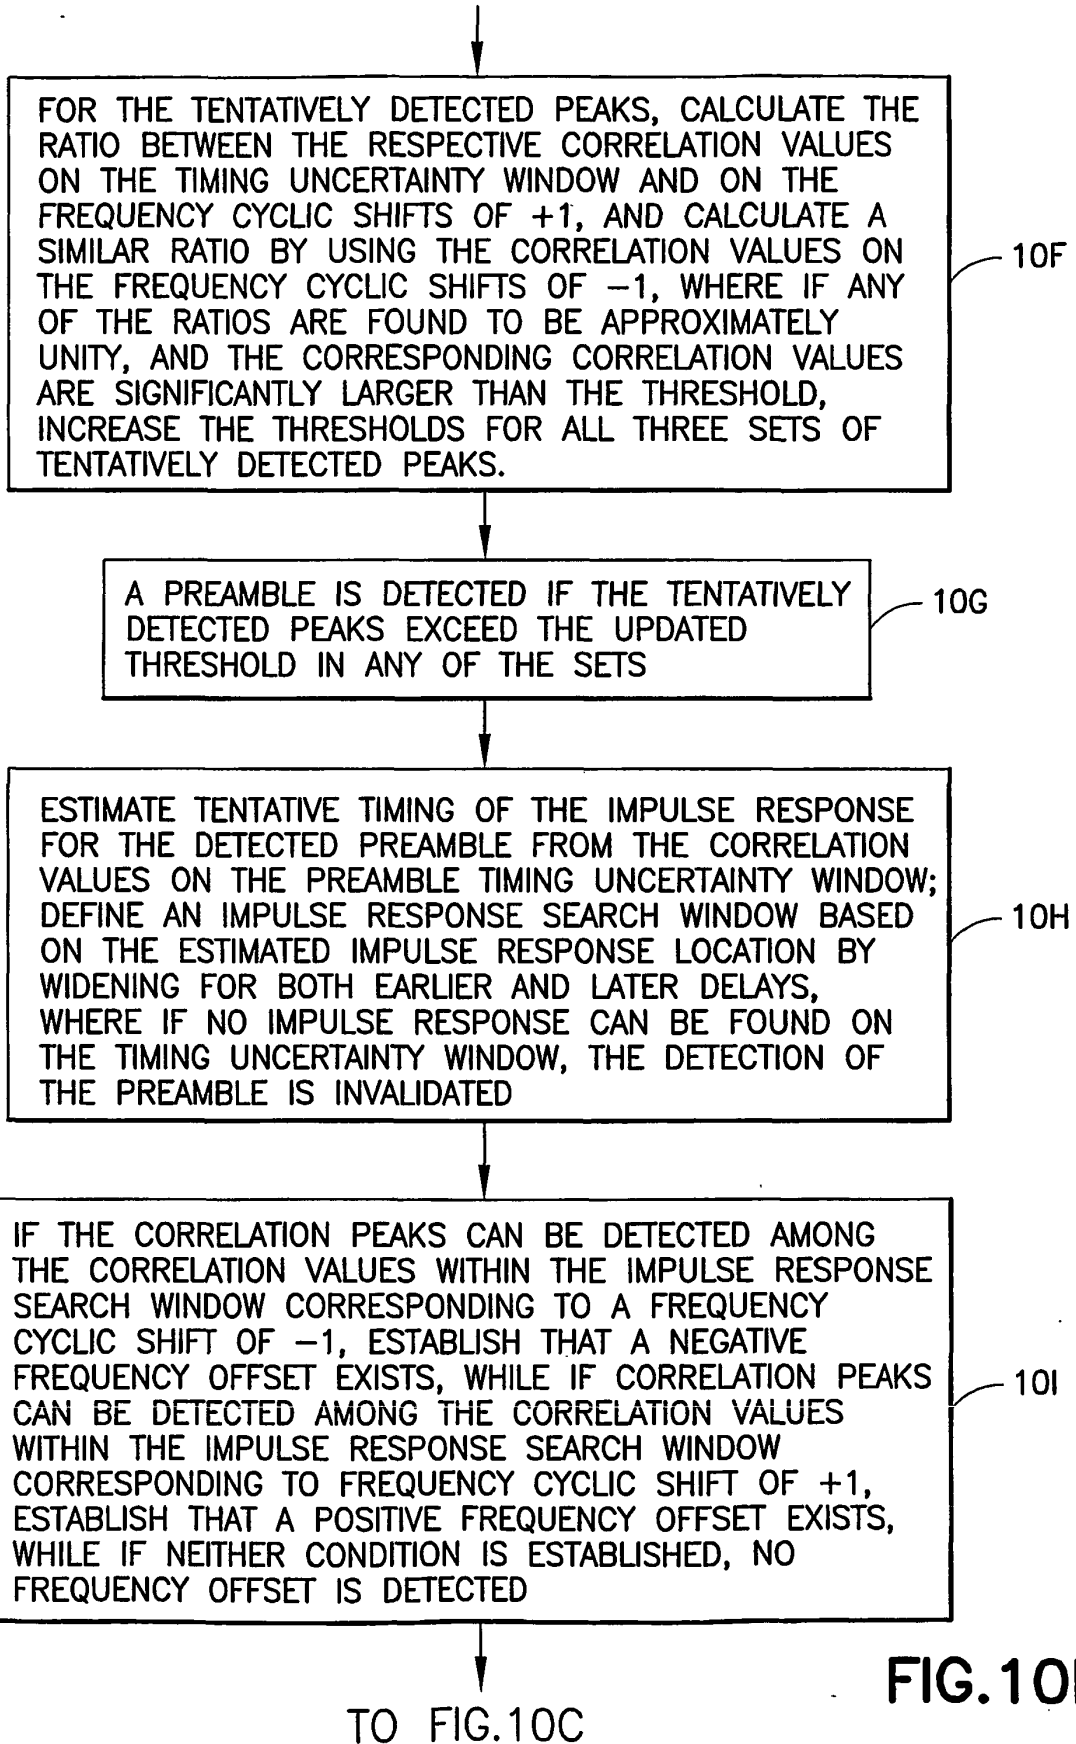 FOR THE TENTATIVELY DETECTED PEAKS, CALCULATE THE
RATIO BETWEEN THE RESPECTIVE CORRELATION VALUES
ON THE TIMING UNCERTAINTY WINDOW AND ON THE
FREQUENCY CYCLIC SHIFTS OF +1, AND CALCULATE A
SIMILAR RATIO BY USING THE CORRELATION VALUES ON
THE FREQUENCY CYCLIC SHIFTS OF −1, WHERE IF ANY
OF THE RATIOS ARE FOUND TO BE APPROXIMATELY
UNITY, AND THE CORRESPONDING CORRELATION VALUES
ARE SIGNIFICANTLY LARGER THAN THE THRESHOLD,
INCREASE THE THRESHOLDS FOR ALL THREE SETS OF
TENTATIVELY DETECTED PEAKS.
10F
A PREAMBLE IS DETECTED IF THE TENTATIVELY
DETECTED PEAKS EXCEED THE UPDATED
THRESHOLD IN ANY OF THE SETS
10G
ESTIMATE TENTATIVE TIMING OF THE IMPULSE RESPONSE
FOR THE DETECTED PREAMBLE FROM THE CORRELATION
VALUES ON THE PREAMBLE TIMING UNCERTAINTY WINDOW;
DEFINE AN IMPULSE RESPONSE SEARCH WINDOW BASED
ON THE ESTIMATED IMPULSE RESPONSE LOCATION BY
WIDENING FOR BOTH EARLIER AND LATER DELAYS,
WHERE IF NO IMPULSE RESPONSE CAN BE FOUND ON
THE TIMING UNCERTAINTY WINDOW, THE DETECTION OF
THE PREAMBLE IS INVALIDATED
10H
IF THE CORRELATION PEAKS CAN BE DETECTED AMONG
THE CORRELATION VALUES WITHIN THE IMPULSE RESPONSE
SEARCH WINDOW CORRESPONDING TO A FREQUENCY
CYCLIC SHIFT OF −1, ESTABLISH THAT A NEGATIVE
FREQUENCY OFFSET EXISTS, WHILE IF CORRELATION PEAKS
CAN BE DETECTED AMONG THE CORRELATION VALUES
WITHIN THE IMPULSE RESPONSE SEARCH WINDOW
CORRESPONDING TO FREQUENCY CYCLIC SHIFT OF +1,
ESTABLISH THAT A POSITIVE FREQUENCY OFFSET EXISTS,
WHILE IF NEITHER CONDITION IS ESTABLISHED, NO
FREQUENCY OFFSET IS DETECTED
10I
TO FIG.10C